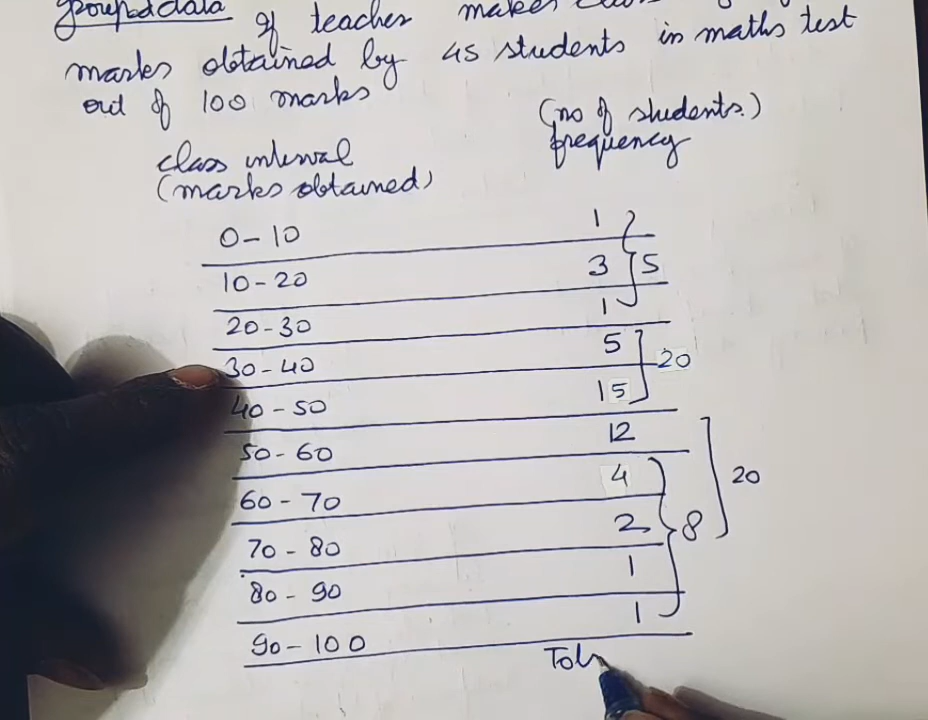 grouped data of teacher makes
marks obtained by 45 students in maths test
out of 100 marks
(no of students.)
class interval frequency
(marks obtained)
0-10 1
10-20 3 5
20-30 1
30-40 5 20
40-50 15
50-60 12
60-70 4 20
70-80 2 8
80-90 1
90-100 1